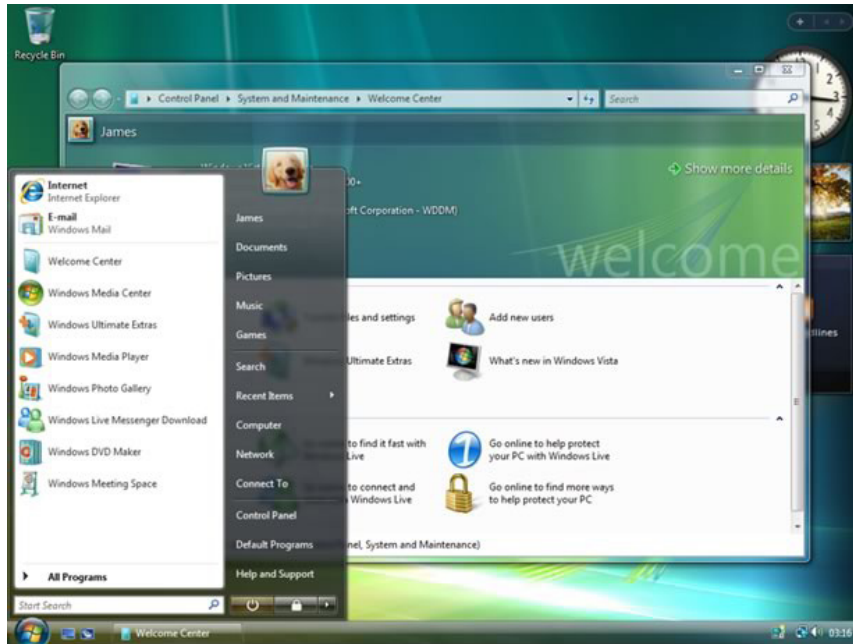 Recycle Bin
Control Panel
System and Maintenance
Welcome Center
Search
James
Show more details
soft Corporation - WDDM)
welcome
Internet
Internet Explorer
E-mail
Windows Mail
Welcome Center
Windows Media Center
Windows Ultimate Extras
Windows Media Player
Windows Photo Gallery
Windows Live Messenger Download
Windows DVD Maker
Windows Meeting Space
All Programs
Start Search
James
Documents
Pictures
Music
Games
Search
Recent Items
Computer
Network
Connect To
Control Panel
Default Programs
Help and Support
files and settings
Add new users
Ultimate Extras
What's new in Windows Vista
to find it fast with
Live
Go online to help protect
your PC with Windows Live
to connect and
Windows Live
Go online to find more ways
to help protect your PC
nel, System and Maintenance)
Welcome Center
03:16